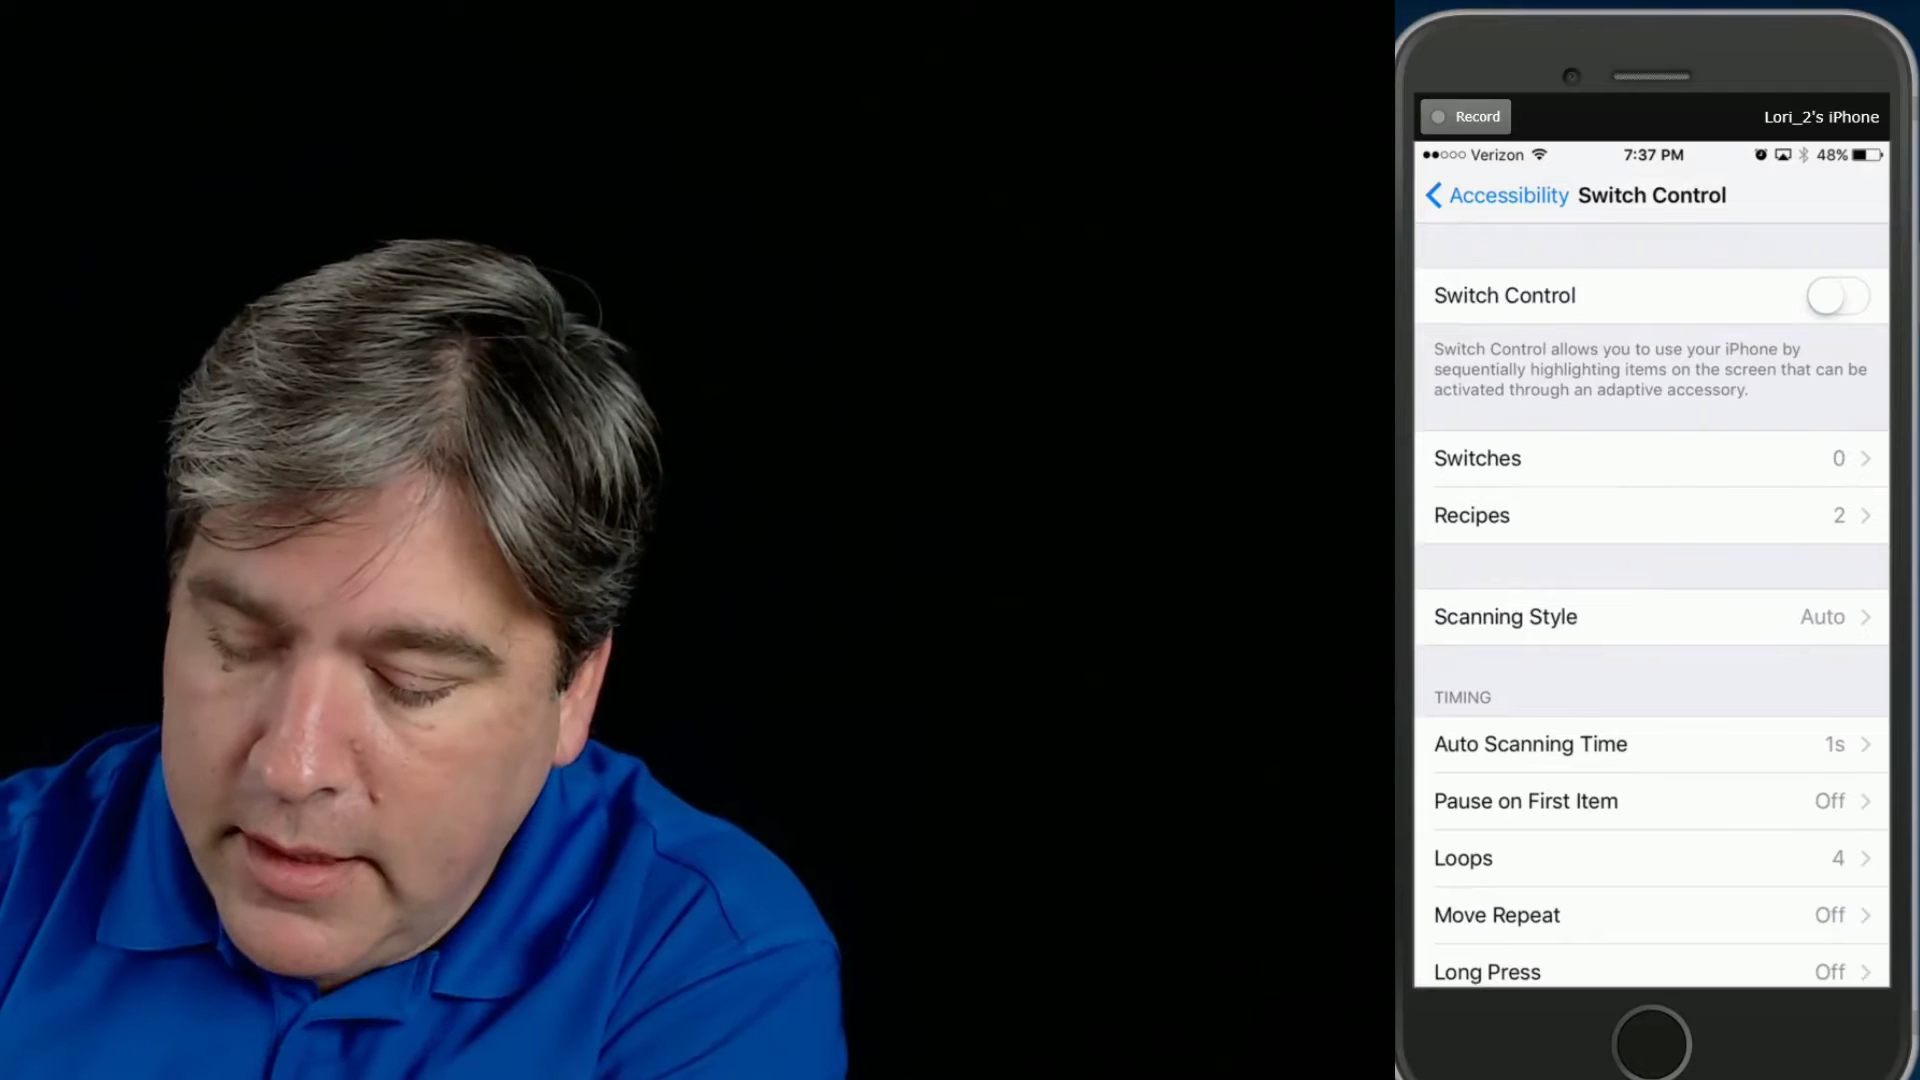 Record
Lori_2's iPhone
Verizon
7:37 PM
48%
Accessibility
Switch Control
Switch Control
Switch Control allows you to use your iPhone by
sequentially highlighting items on the screen that can be
activated through an adaptive accessory.
Switches 0
Recipes 2
Scanning Style Auto
TIMING
Auto Scanning Time 1s
Pause on First Item Off
Loops 4
Move Repeat Off
Long Press Off